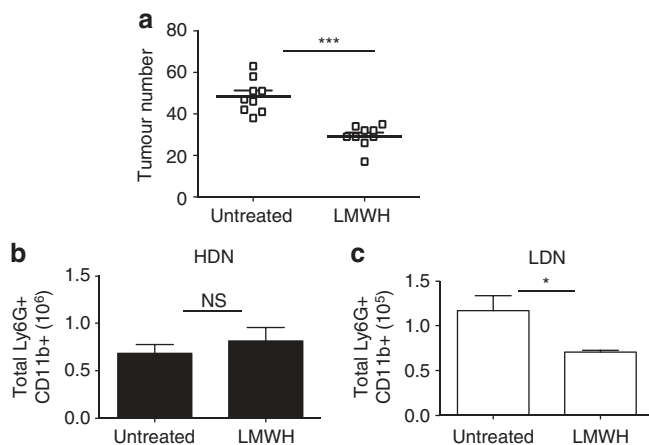 a
***
Tumour number
80
60
40
20
0
Untreated LMWH
b
HDN
NS
Total Ly6G+
CD11b+ (10⁶)
1.5
1.0
0.5
0.0
Untreated LMWH
c
LDN
*
Total Ly6G+
CD11b+ (10⁵)
1.5
1.0
0.5
0.0
Untreated LMWH